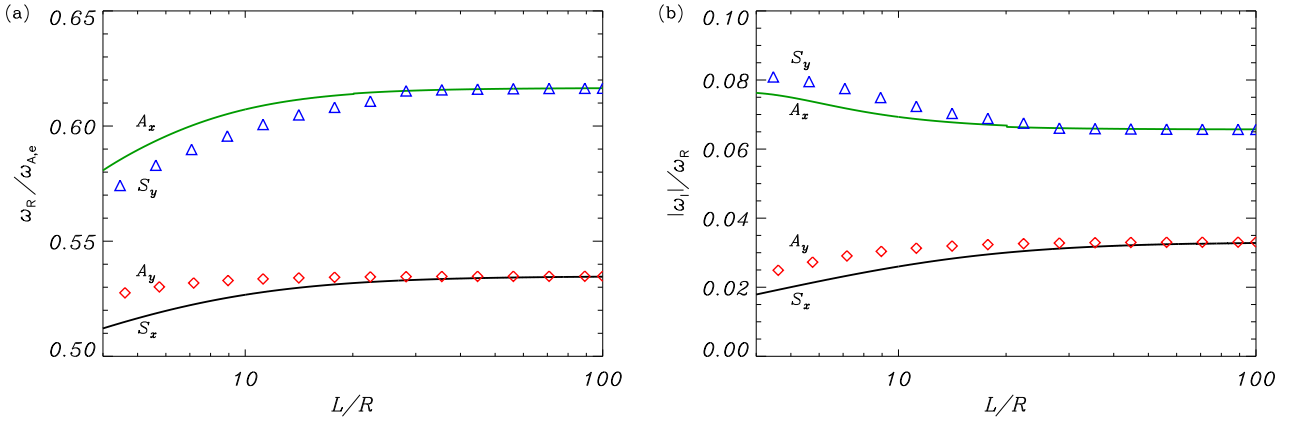 (a)
0.65
0.60
0.55
0.50
ω_R/ω_A,e
A_x
S_y
A_y
S_x
10
100
L/R
(b)
0.10
0.08
0.06
0.04
0.02
0.00
|ω_I|/ω_R
S_y
A_x
A_y
S_x
10
100
L/R